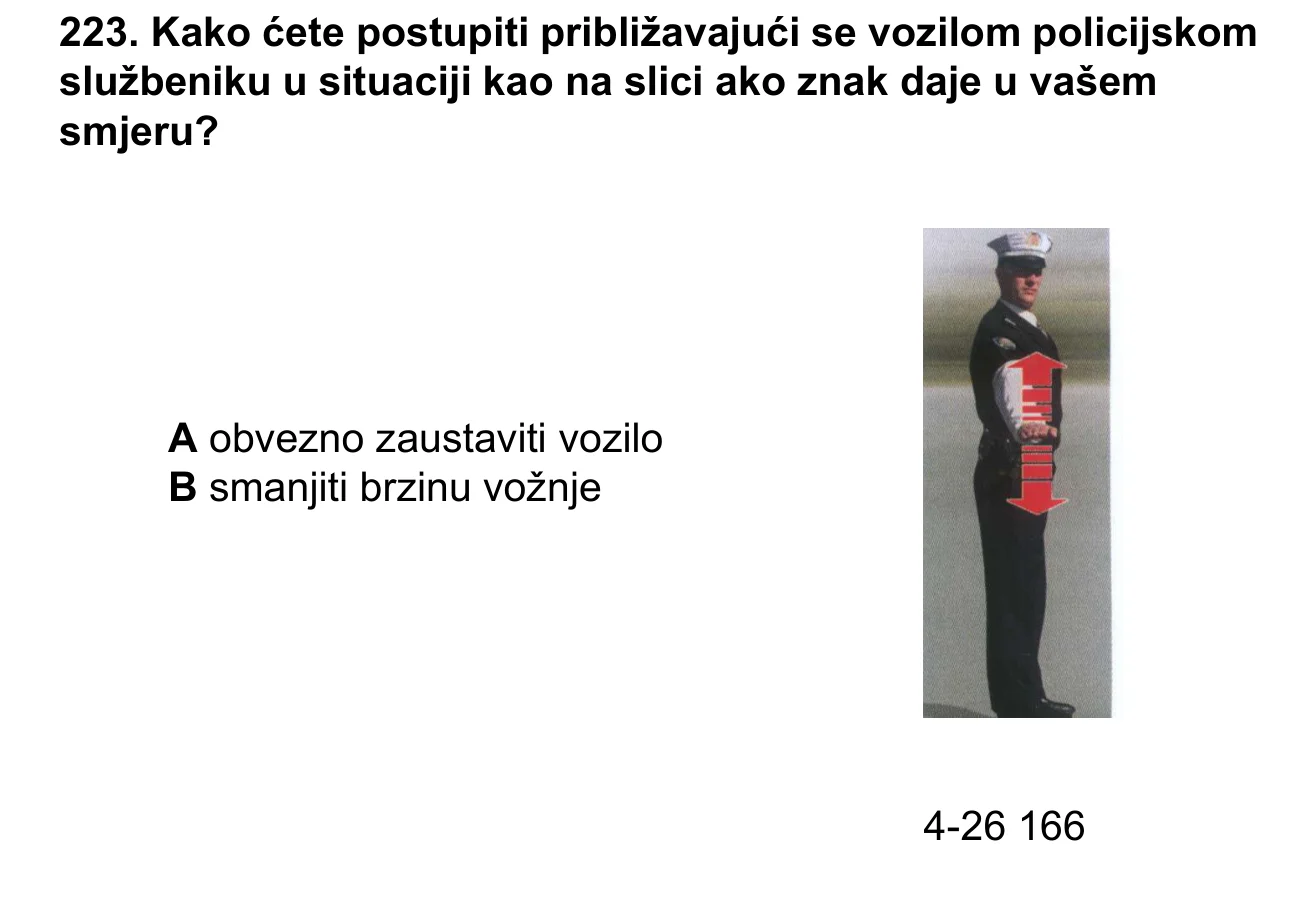 223. Kako ćete postupiti približavajući se vozilom policijskom
službeniku u situaciji kao na slici ako znak daje u vašem
smjeru?
A obvezno zaustaviti vozilo
B smanjiti brzinu vožnje
4-26 166